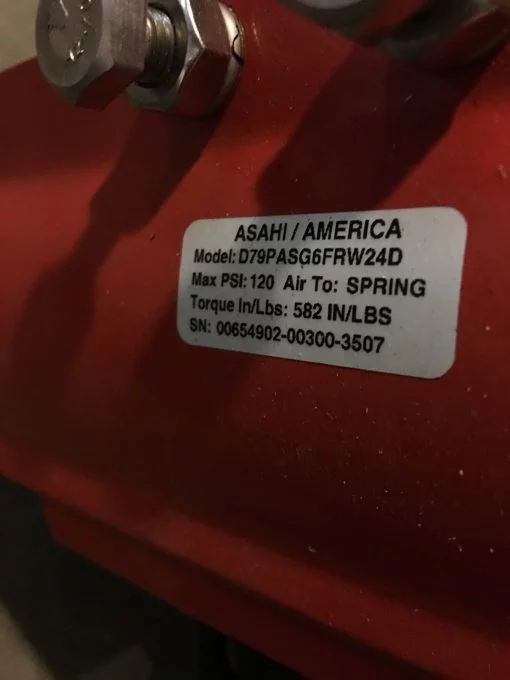 ASAHI / AMERICA
Model: D79PASG6FRW24D
Max PSI: 120 Air To: SPRING
Torque In/Lbs: 582 IN/LBS
SN: 00654902-00300-3507